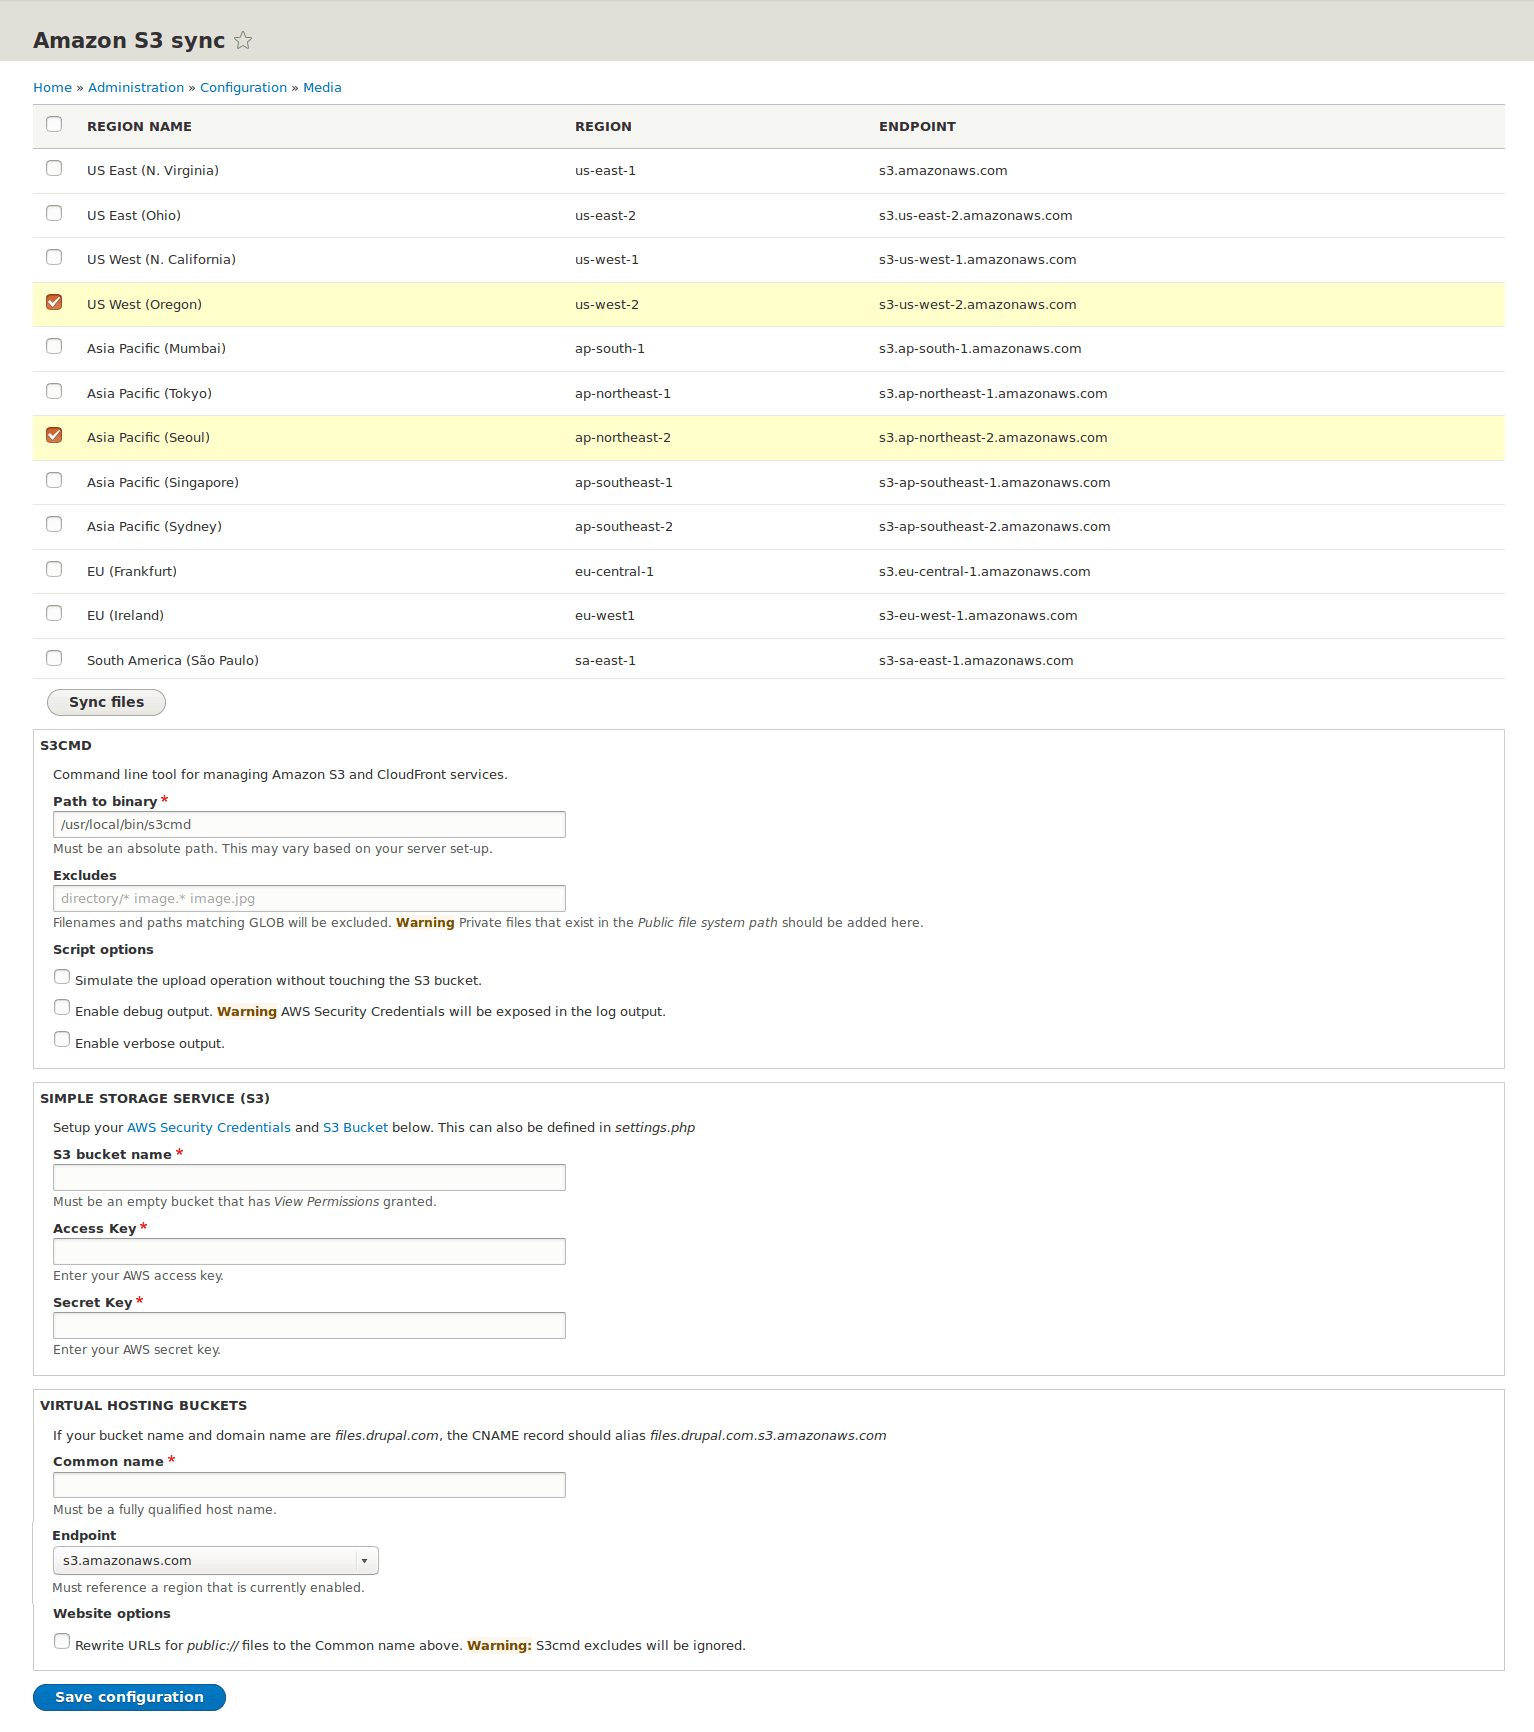 Amazon S3 sync
Home » Administration » Configuration » Media
REGION NAME REGION ENDPOINT
US East (N. Virginia) us-east-1 s3.amazonaws.com
US East (Ohio) us-east-2 s3.us-east-2.amazonaws.com
US West (N. California) us-west-1 s3-us-west-1.amazonaws.com
US West (Oregon) us-west-2 s3-us-west-2.amazonaws.com
Asia Pacific (Mumbai) ap-south-1 s3.ap-south-1.amazonaws.com
Asia Pacific (Tokyo) ap-northeast-1 s3.ap-northeast-1.amazonaws.com
Asia Pacific (Seoul) ap-northeast-2 s3.ap-northeast-2.amazonaws.com
Asia Pacific (Singapore) ap-southeast-1 s3-ap-southeast-1.amazonaws.com
Asia Pacific (Sydney) ap-southeast-2 s3-ap-southeast-2.amazonaws.com
EU (Frankfurt) eu-central-1 s3.eu-central-1.amazonaws.com
EU (Ireland) eu-west1 s3-eu-west-1.amazonaws.com
South America (São Paulo) sa-east-1 s3-sa-east-1.amazonaws.com
Sync files
S3CMD
Command line tool for managing Amazon S3 and CloudFront services.
Path to binary *
/usr/local/bin/s3cmd
Must be an absolute path. This may vary based on your server set-up.
Excludes
directory/* image.* image.jpg
Filenames and paths matching GLOB will be excluded. Warning Private files that exist in the Public file system path should be added here.
Script options
Simulate the upload operation without touching the S3 bucket.
Enable debug output. Warning AWS Security Credentials will be exposed in the log output.
Enable verbose output.
SIMPLE STORAGE SERVICE (S3)
Setup your AWS Security Credentials and S3 Bucket below. This can also be defined in settings.php
S3 bucket name *
Must be an empty bucket that has View Permissions granted.
Access Key *
Enter your AWS access key.
Secret Key *
Enter your AWS secret key.
VIRTUAL HOSTING BUCKETS
If your bucket name and domain name are files.drupal.com, the CNAME record should alias files.drupal.com.s3.amazonaws.com
Common name *
Must be a fully qualified host name.
Endpoint
s3.amazonaws.com
Must reference a region that is currently enabled.
Website options
Rewrite URLs for public:// files to the Common name above. Warning: S3cmd excludes will be ignored.
Save configuration